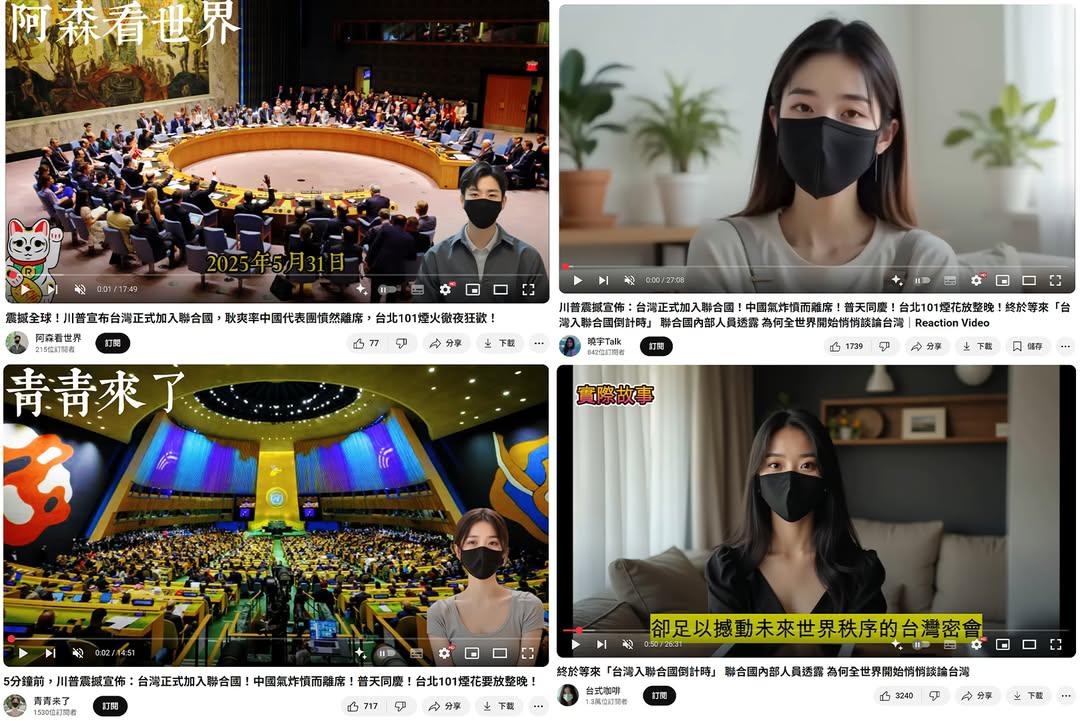 阿森看世界
2025年5月31日
0:01 / 17:49
震撼全球！川普宣布台灣正式加入聯合國，耿爽率中國代表團憤然離席，台北101煙火徹夜狂歡！
阿森看世界
215位訂閱者
訂閱
77
分享
下載
0:00 / 27:08
川普震撼宣佈：台灣正式加入聯合國！中國氣炸憤而離席！普天同慶！台北101煙花放整晚！終於等來「台
灣入聯合國倒計時」 聯合國內部人員透露 為何全世界開始悄悄談論台灣｜Reaction Video
曉宇Talk
842位訂閱者
訂閱
1739
分享
下載
儲存
青青來了
0:02 / 14:51
5分鐘前，川普震撼宣佈：台灣正式加入聯合國！中國氣炸憤而離席！普天同慶！台北101煙花要放整晚！
青青未了
1530位訂閱者
訂閱
717
分享
下載
實際故事
卻足以撼動未來世界秩序的台灣密會
0:50 / 26:31
終於等來「台灣入聯合國倒計時」 聯合國內部人員透露 為何全世界開始悄悄談論台灣
台式咖啡
1.3萬位訂閱者
訂閱
3240
分享
下載